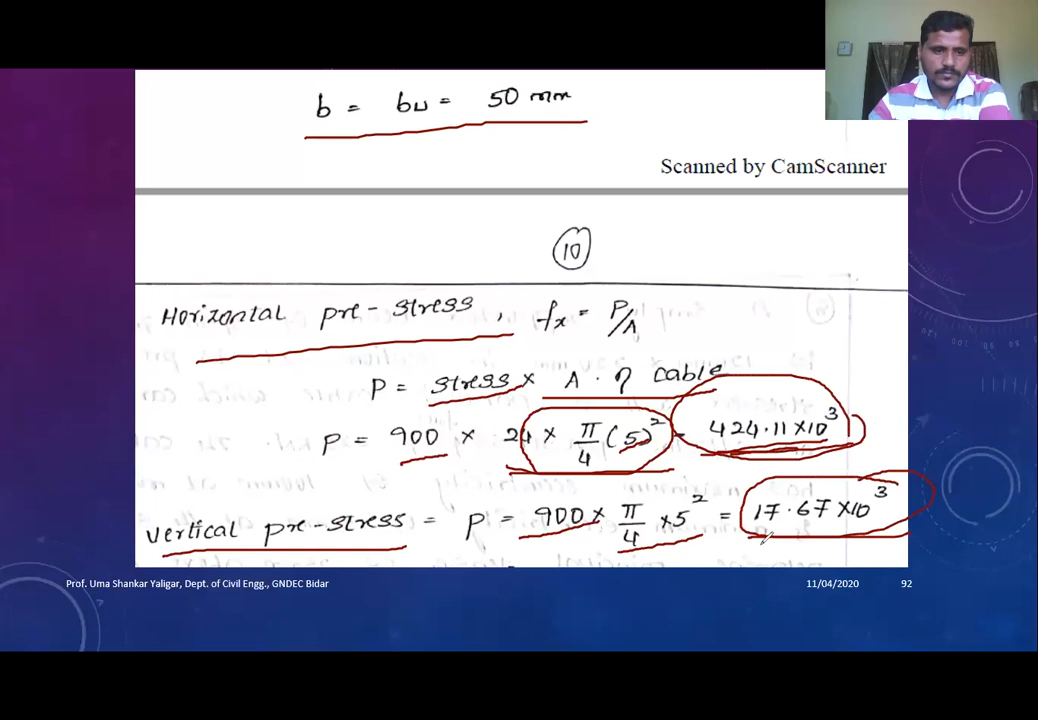 b = bw = 50 mm
Scanned by CamScanner
10
Horizontal pre-stress, fx = P/A
P = stress × A · η cable
P = 900 × 24 × π/4 (5)² = 424.11×10³
Vertical pre-stress = P = 900 × π/4 ×5² = 17.67×10³
Prof. Uma Shankar Yaligar, Dept. of Civil Engg., GNDEC Bidar
11/04/2020
92